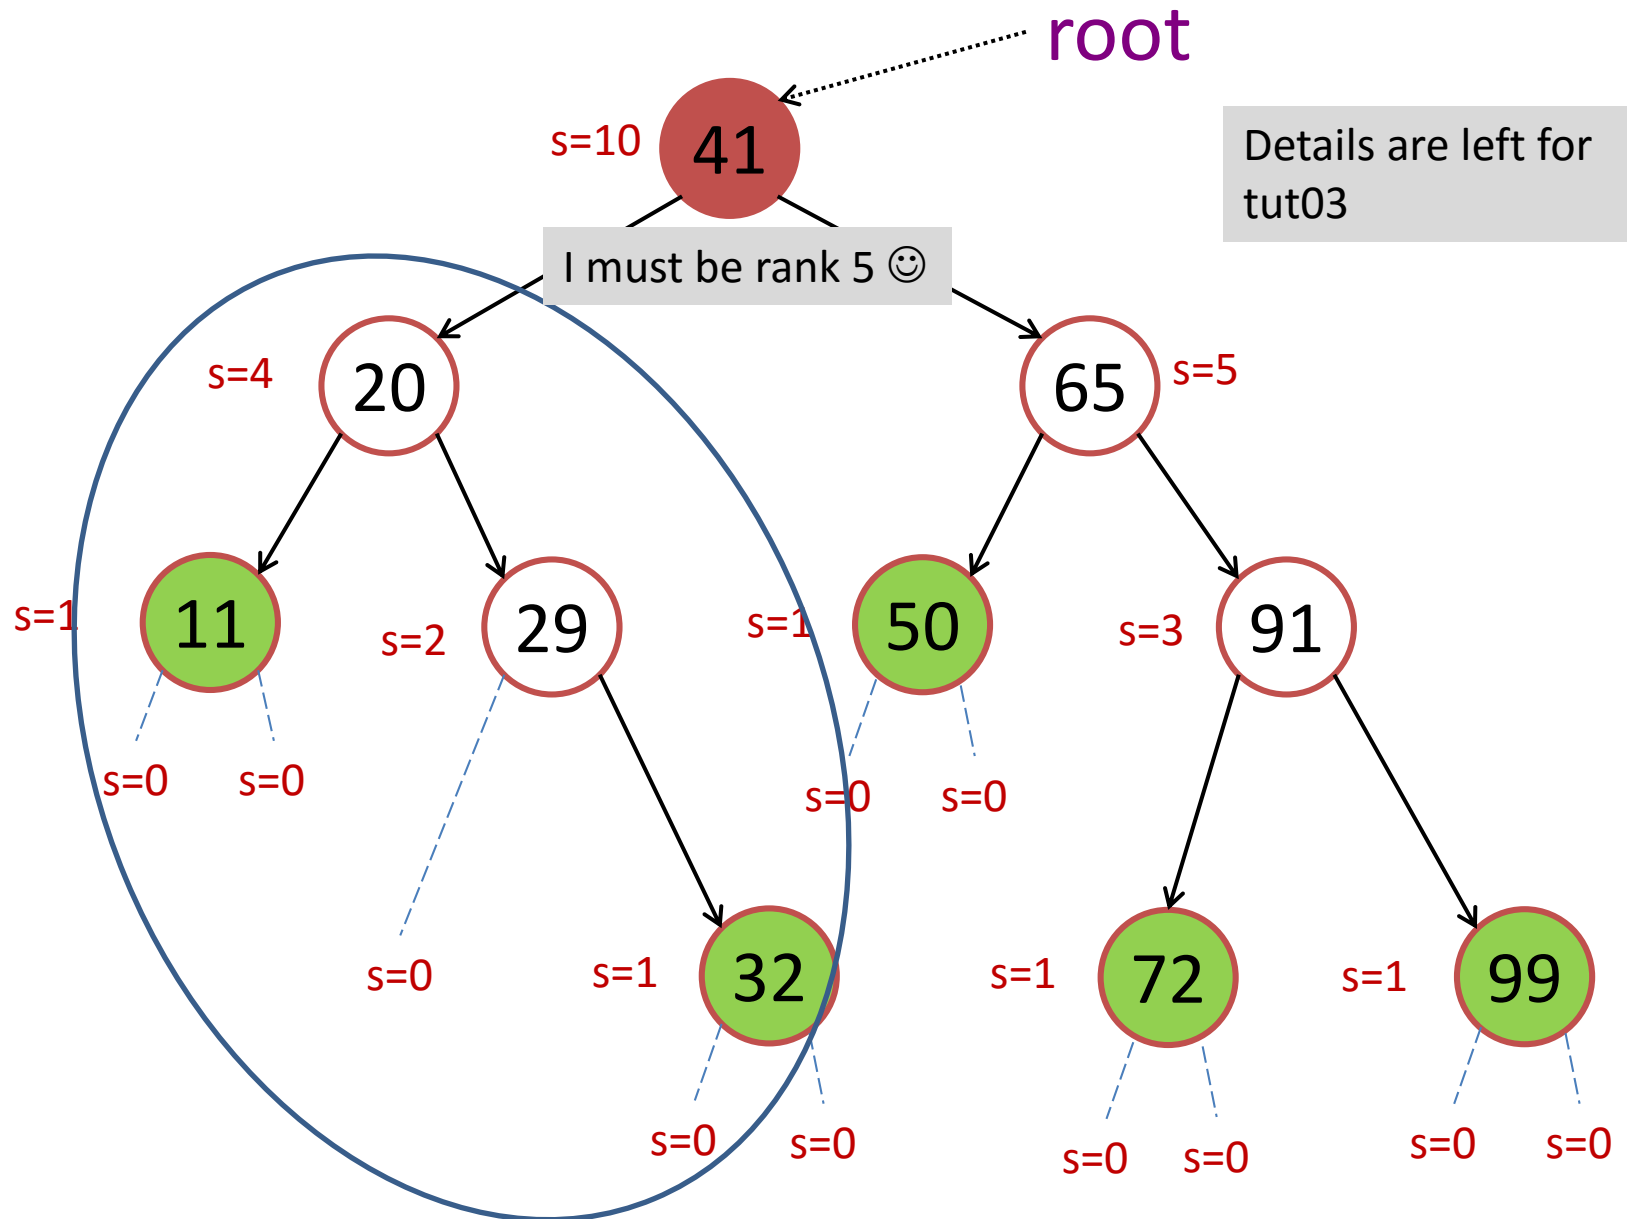 root
s=10
41
Details are left for
tut03
I must be rank 5 ☺
s=4
20
65
s=5
s=1
11
s=2
29
s=1
50
s=3
91
s=0
s=0
s=0
s=0
s=0
s=1
32
s=1
72
s=1
99
s=0
s=0
s=0
s=0
s=0
s=0